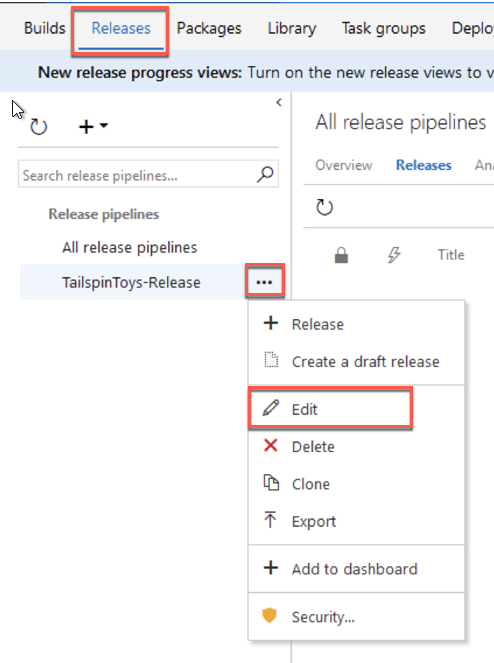 Builds Releases Packages Library Task groups
New release progress views: Turn on the new release views to
All release pipelines
Overview Releases
Search release pipelines...
Title
Release pipelines
All release pipelines
TailspinToys-Release
Release
Create a draft release
Edit
Delete
Clone
Export
Add to dashboard
Security...